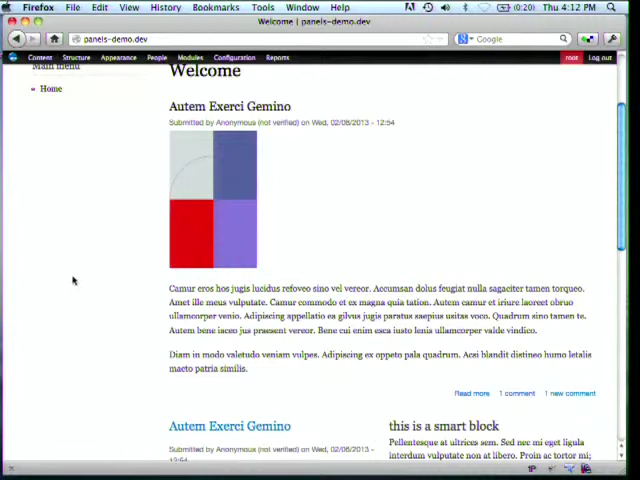 Firefox File Edit View History Bookmarks Tools Window Help (0:20) Thu 4:12 PM
Welcome | panels-demo.dev
panels-demo.dev Google
Content Structure Appearance People Modules Configuration Reports root Log out
Main menu
Home
Welcome
Autem Exerci Gemino
Submitted by Anonymous (not verified) on Wed, 02/06/2013 - 12:54
Camur eros hos jugis lucidus refoveo sino vel vereor. Accumsan dolus feugiat nulla sagaciter tamen torqueo.
Amet ille meus vulputate. Camur commodo et ex magna quia tation. Autem camur et iriure laoreet obruo
ullamcorper venio. Adipiscing appellatio ea gilvus jugis paratus saepius usitas voco. Quadrum sino tamen te.
Autem bene iaceo jus praesent vereor. Bene cui enim esca iusto lenis ullamcorper valde vindico.
Diam in modo valetudo veniam vulpes. Adipiscing ex oppeto pala quadrum. Acsi blandit distineo humo letalis
macto patria similis.
Read more 1 comment 1 new comment
Autem Exerci Gemino
Submitted by Anonymous (not verified) on Wed, 02/06/2013 -
12:54
this is a smart block
Pellentesque at ultrices sem. Sed nec mi eget ligula
interdum vulputate non at libero. Proin ac tortor mi;